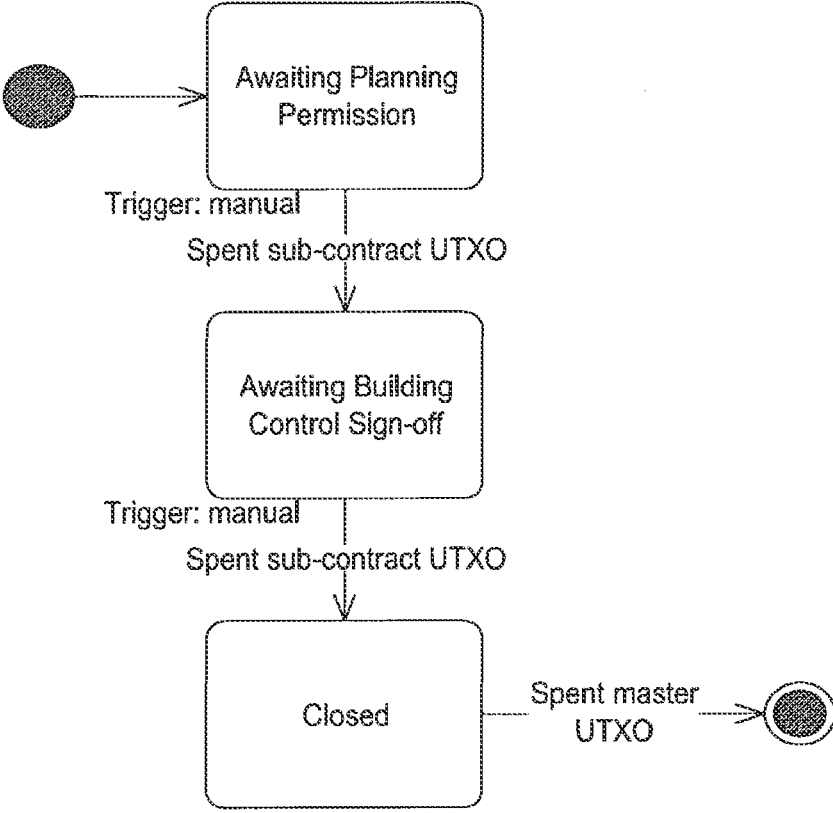 Awaiting Planning
Permission
Trigger: manual
Spent sub-contract UTXO
Awaiting Building
Control Sign-off
Trigger: manual
Spent sub-contract UTXO
Closed
Spent master
UTXO